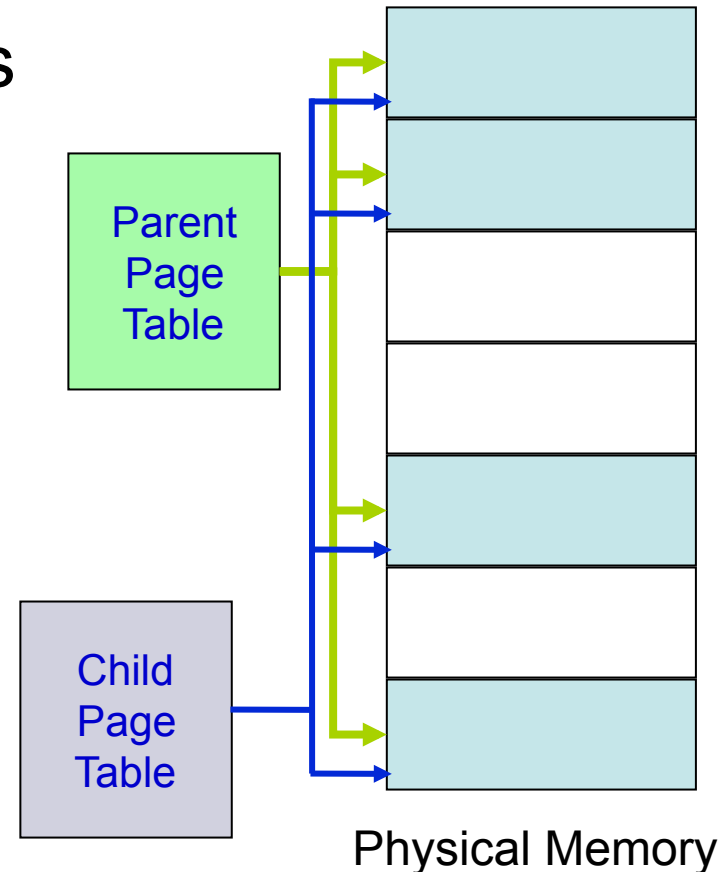 s
Parent
Page
Table
Child
Page
Table
Physical Memory